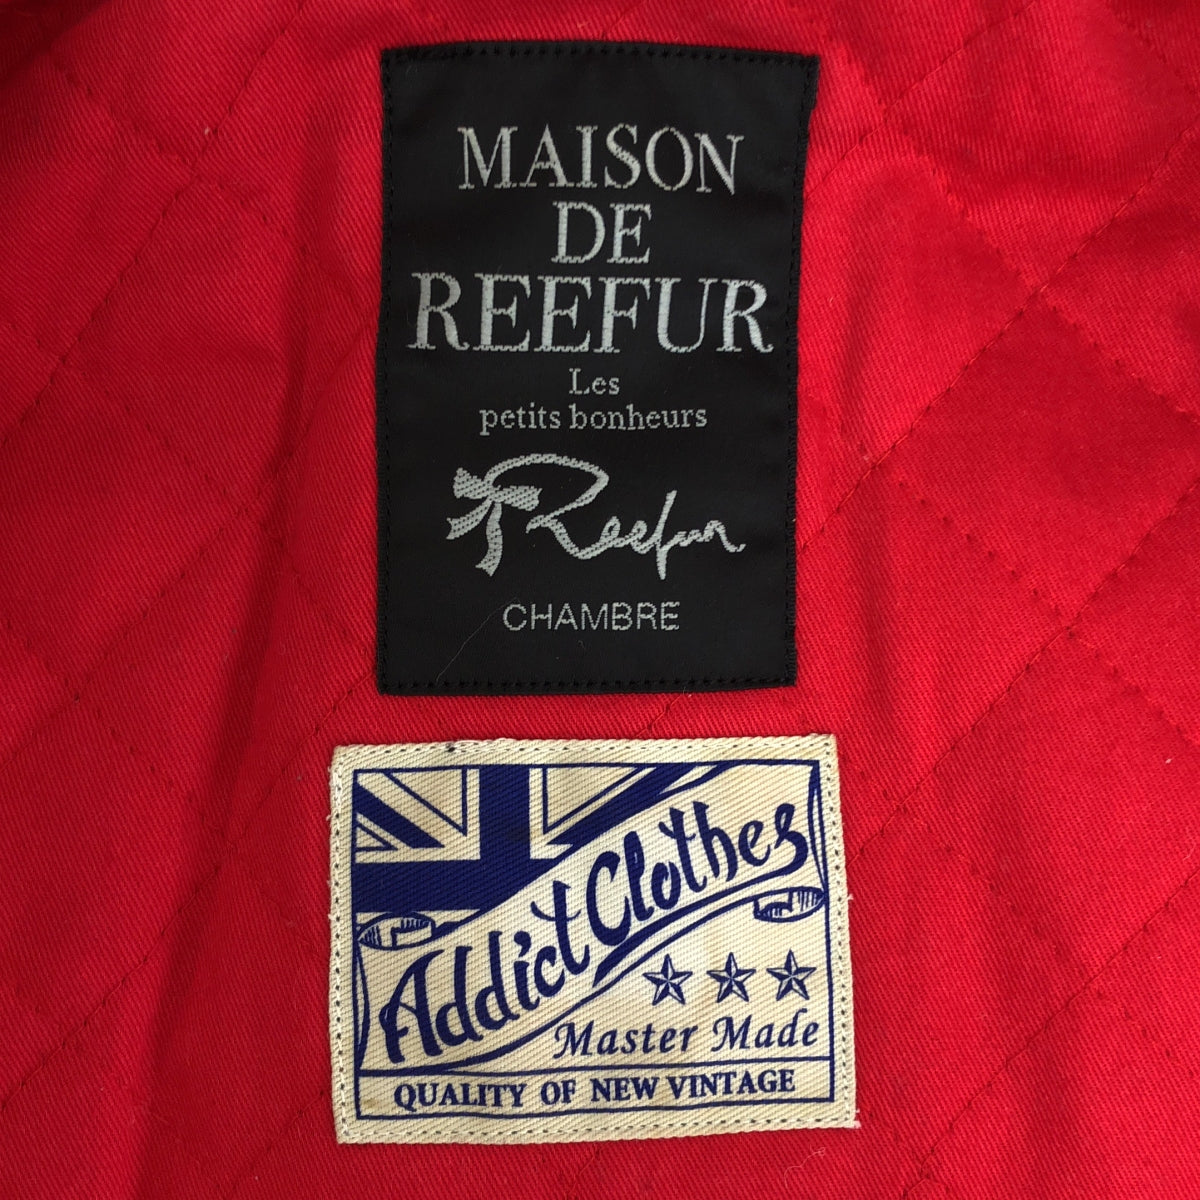 MAISON
DE
REEFUR
Les
petits bonheurs
Reefur
CHAMBRE
Addict Clothes
Master Made
QUALITY OF NEW VINTAGE